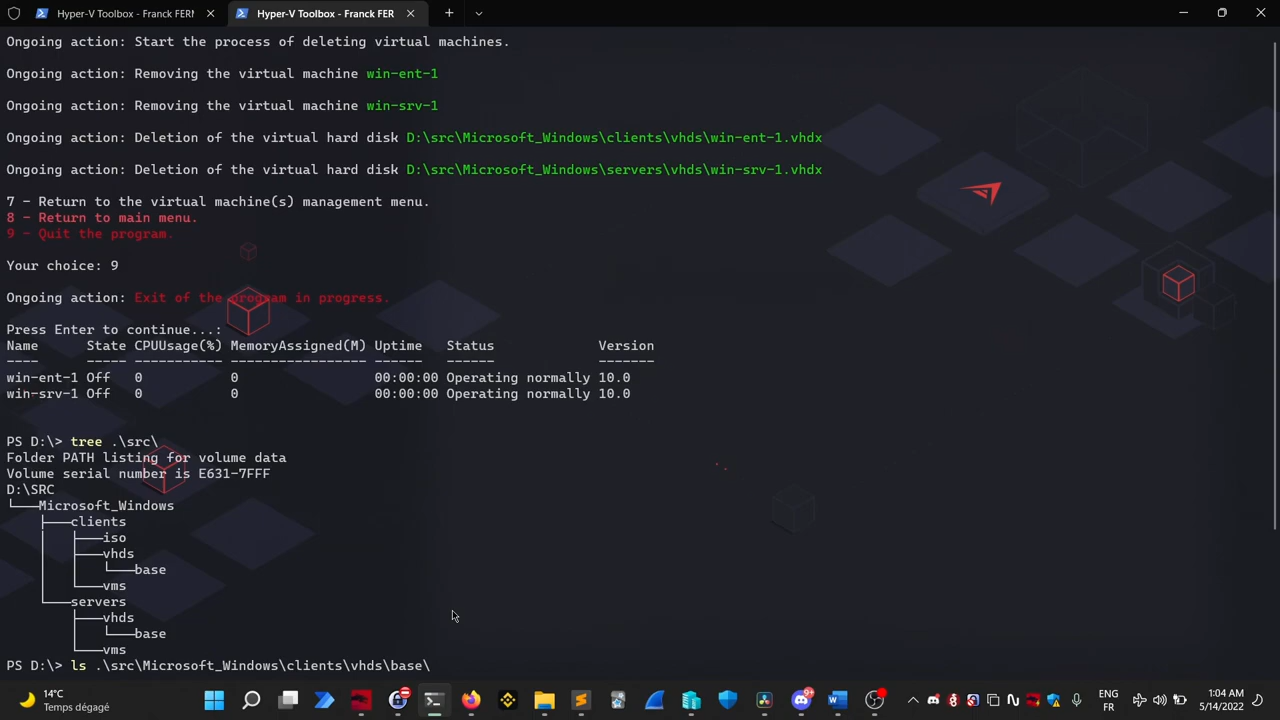 Hyper-V Toolbox - Franck FERM
Hyper-V Toolbox - Franck FER
Ongoing action: Start the process of deleting virtual machines.
Ongoing action: Removing the virtual machine win-ent-1
Ongoing action: Removing the virtual machine win-srv-1
Ongoing action: Deletion of the virtual hard disk D:\src\Microsoft_Windows\clients\vhds\win-ent-1.vhdx
Ongoing action: Deletion of the virtual hard disk D:\src\Microsoft_Windows\servers\vhds\win-srv-1.vhdx
7 - Return to the virtual machine(s) management menu.
8 - Return to main menu.
9 - Quit the program.
Your choice: 9
Ongoing action: Exit of the program in progress.
Press Enter to continue...:
Name State CPUUsage(%) MemoryAssigned(M) Uptime Status Version
---- ----- ----------- ----------------- ------ ------ -------
win-ent-1 Off 0 0 00:00:00 Operating normally 10.0
win-srv-1 Off 0 0 00:00:00 Operating normally 10.0
PS D:\> tree .\src\
Folder PATH listing for volume data
Volume serial number is E631-7FFF
D:\SRC
└───Microsoft_Windows
├───clients
│ ├───iso
│ ├───vhds
│ │ └───base
│ └───vms
└───servers
├───vhds
│ └───base
└───vms
PS D:\> ls .\src\Microsoft_Windows\clients\vhds\base\
14°C
Temps dégagé
9+
ENG
FR
1:04 AM
5/14/2022